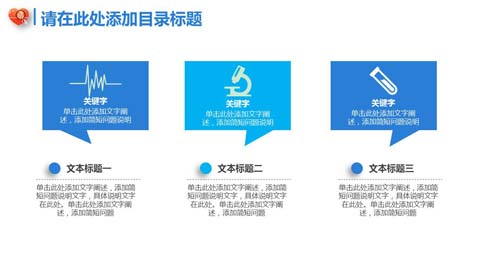 请在此处添加目录标题
关键字
单击此处添加文字阐
述，添加简短问题说明
关键字
单击此处添加文字阐
述，添加简短问题说明
关键字
单击此处添加文字阐
述，添加简短问题说明
文本标题一
单击此处添加文字阐述，添加简
短问题说明文字，具体说明文字
在此处。单击此处添加文字阐
述，添加简短问题
文本标题二
单击此处添加文字阐述，添加简
短问题说明文字，具体说明文字
在此处。单击此处添加文字阐
述，添加简短问题
文本标题三
单击此处添加文字阐述，添加简
短问题说明文字，具体说明文字
在此处。单击此处添加文字阐
述，添加简短问题